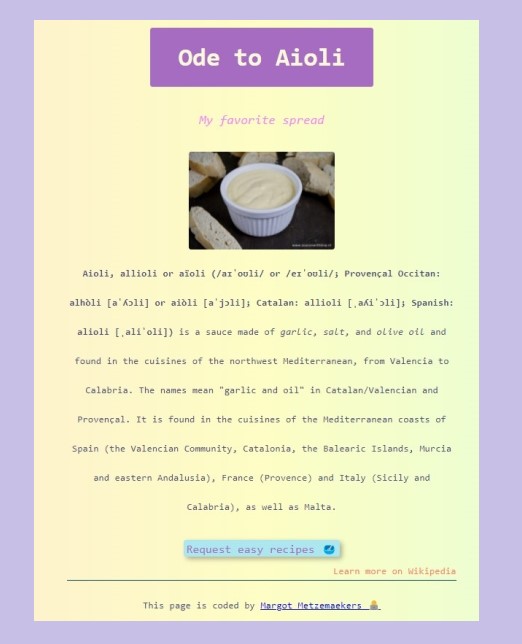 Ode to Aioli
My favorite spread
Aioli, allioli or aïoli (/aɪˈoʊli/ or /eɪˈoʊli/; Provençal Occitan:
alhòli [aˈʎɔli] or aiòli [aˈjɔli]; Catalan: allioli [ˌaʎiˈɔli]; Spanish:
alioli [ˌaliˈoli]) is a sauce made of garlic, salt, and olive oil and
found in the cuisines of the northwest Mediterranean, from Valencia to
Calabria. The names mean "garlic and oil" in Catalan/Valencian and
Provençal. It is found in the cuisines of the Mediterranean coasts of
Spain (the Valencian Community, Catalonia, the Balearic Islands, Murcia
and eastern Andalusia), France (Provence) and Italy (Sicily and
Calabria), as well as Malta.
Request easy recipes
Learn more on Wikipedia
This page is coded by Margot Metzemaekers